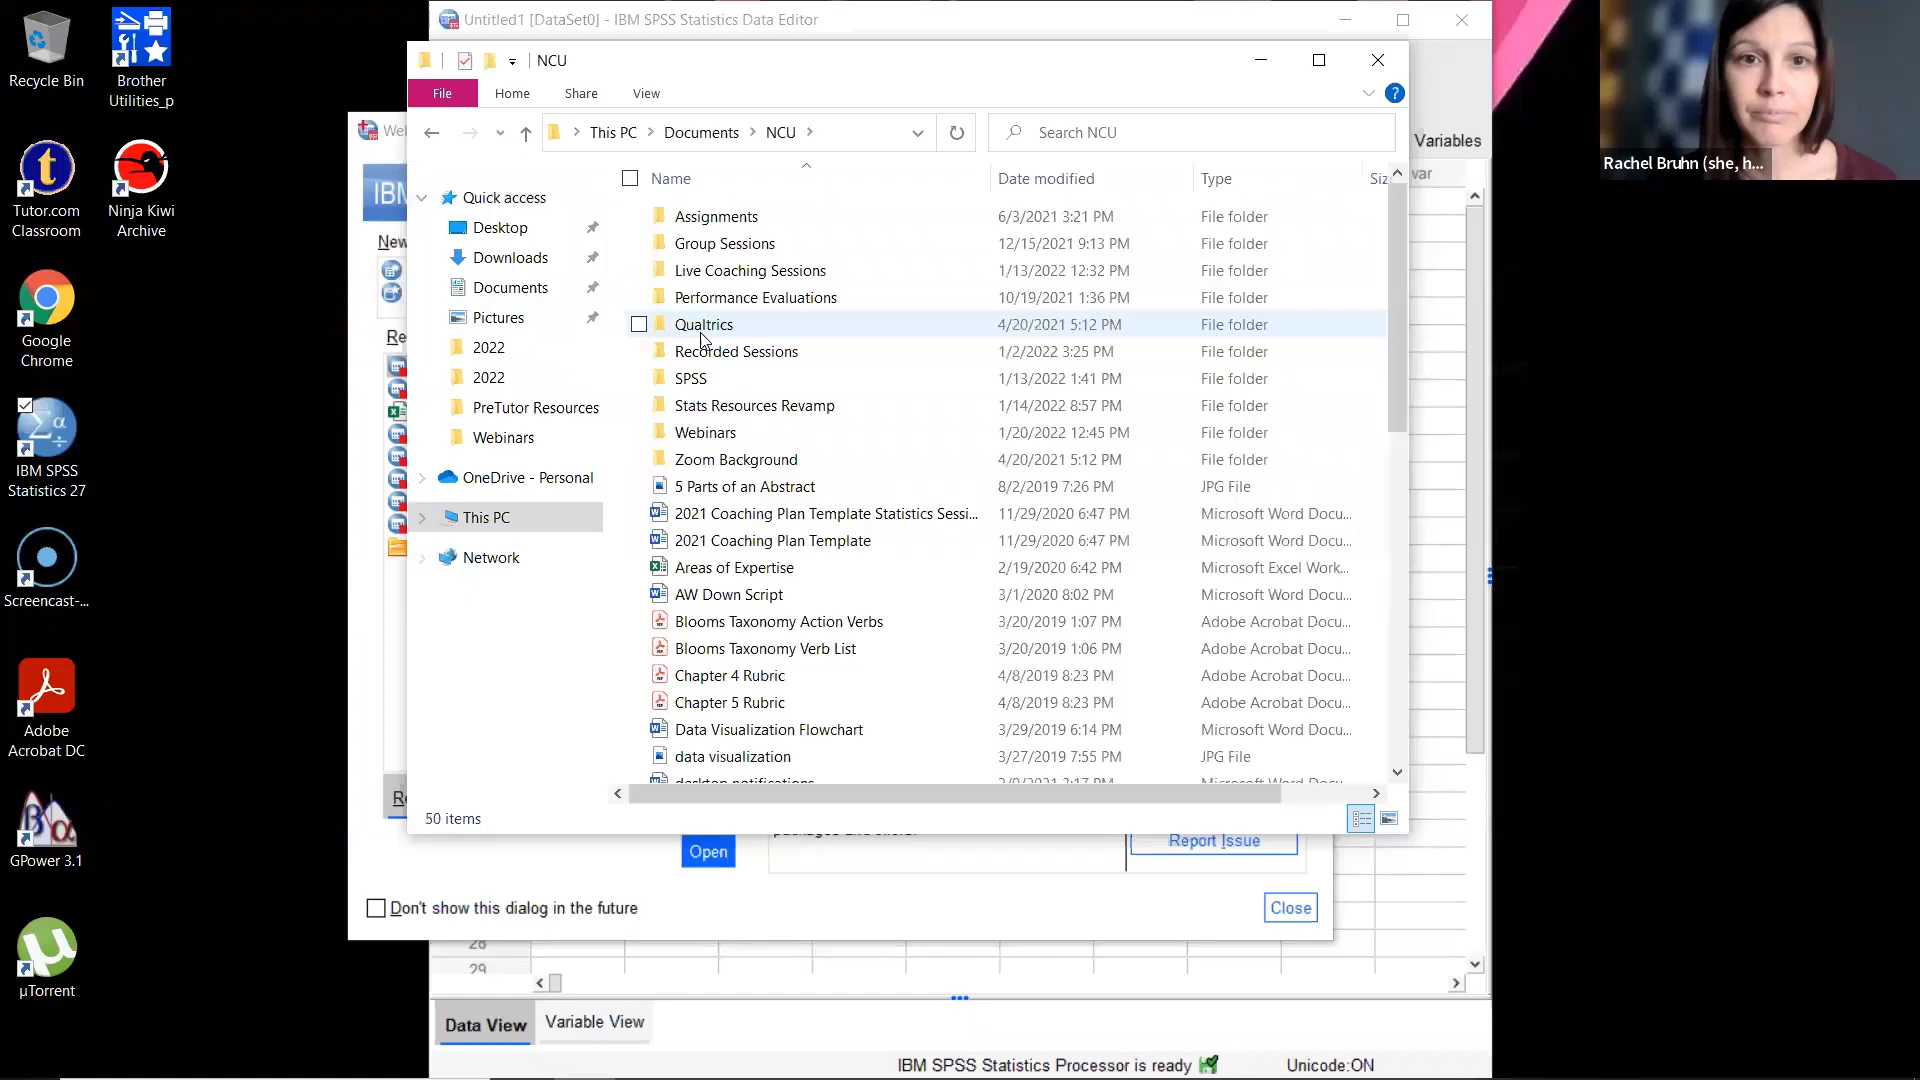 Recycle Bin
Brother
Utilities_p
Tutor.com
Classroom
Ninja Kiwi
Archive
Google
Chrome
IBM SPSS
Statistics 27
Screencast-...
Adobe
Acrobat DC
GPower 3.1
µTorrent
Untitled1 [DataSet0] - IBM SPSS Statistics Data Editor
NCU
File Home Share View
This PC Documents NCU
Search NCU
Variables
Rachel Bruhn (she, h...
Wel
IBM
New
Re
Quick access
Desktop
Downloads
Documents
Pictures
2022
2022
PreTutor Resources
Webinars
OneDrive - Personal
This PC
Network
Name Date modified Type Siz
var
Assignments 6/3/2021 3:21 PM File folder
Group Sessions 12/15/2021 9:13 PM File folder
Live Coaching Sessions 1/13/2022 12:32 PM File folder
Performance Evaluations 10/19/2021 1:36 PM File folder
Qualtrics 4/20/2021 5:12 PM File folder
Recorded Sessions 1/2/2022 3:25 PM File folder
SPSS 1/13/2022 1:41 PM File folder
Stats Resources Revamp 1/14/2022 8:57 PM File folder
Webinars 1/20/2022 12:45 PM File folder
Zoom Background 4/20/2021 5:12 PM File folder
5 Parts of an Abstract 8/2/2019 7:26 PM JPG File
2021 Coaching Plan Template Statistics Sessi... 11/29/2020 6:47 PM Microsoft Word Docu...
2021 Coaching Plan Template 11/29/2020 6:47 PM Microsoft Word Docu...
Areas of Expertise 2/19/2020 6:42 PM Microsoft Excel Work...
AW Down Script 3/1/2020 8:02 PM Microsoft Word Docu...
Blooms Taxonomy Action Verbs 3/20/2019 1:07 PM Adobe Acrobat Docu...
Blooms Taxonomy Verb List 3/20/2019 1:06 PM Adobe Acrobat Docu...
Chapter 4 Rubric 4/8/2019 8:23 PM Adobe Acrobat Docu...
Chapter 5 Rubric 4/8/2019 8:23 PM Adobe Acrobat Docu...
Data Visualization Flowchart 3/29/2019 6:14 PM Microsoft Word Docu...
data visualization 3/27/2019 7:55 PM JPG File
50 items
Re
Open
Report Issue
Don't show this dialog in the future
Close
28
29
Data View Variable View
IBM SPSS Statistics Processor is ready
Unicode:ON